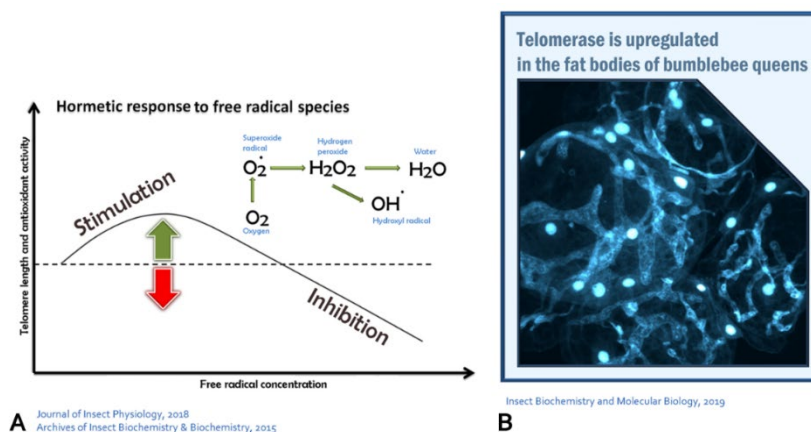 Hormetic response to free radical species
Telomere length and antioxidant activity
Stimulation
Inhibition
Superoxide
radical
O2•
Hydrogen
peroxide
H2O2
Water
H2O
O2
Oxygen
OH•
Hydroxyl radical
Free radical concentration
A
Journal of Insect Physiology, 2018
Archives of Insect Biochemistry & Biochemistry, 2015
Telomerase is upregulated
in the fat bodies of bumblebee queens
Insect Biochemistry and Molecular Biology, 2019
B